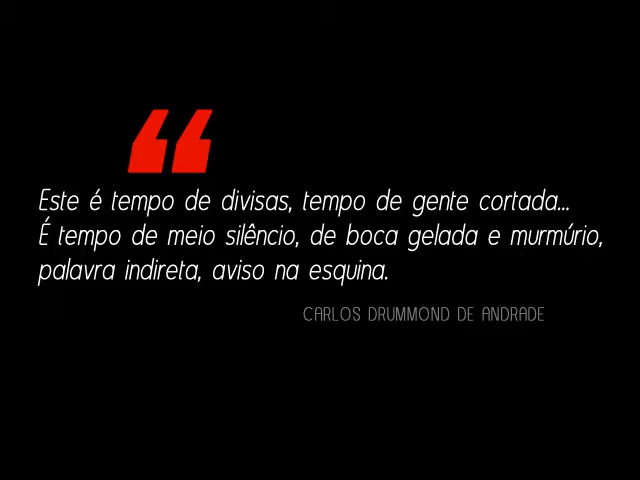 “
Este é tempo de divisas, tempo de gente cortada...
É tempo de meio silêncio, de boca gelada e murmúrio,
palavra indireta, aviso na esquina.
CARLOS DRUMMOND DE ANDRADE